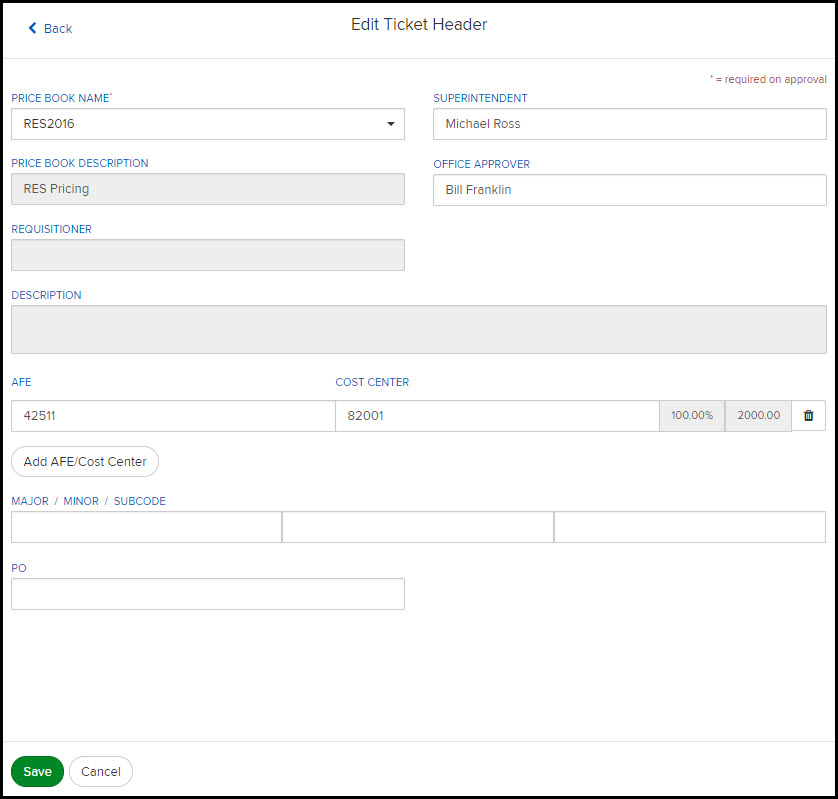 Back
Edit Ticket Header
* = required on approval
PRICE BOOK NAME*
SUPERINTENDENT
RES2016
Michael Ross
PRICE BOOK DESCRIPTION
OFFICE APPROVER
RES Pricing
Bill Franklin
REQUISITIONER
DESCRIPTION
AFE
COST CENTER
42511
82001
100.00%
2000.00
Add AFE/Cost Center
MAJOR / MINOR / SUBCODE
PO
Save
Cancel